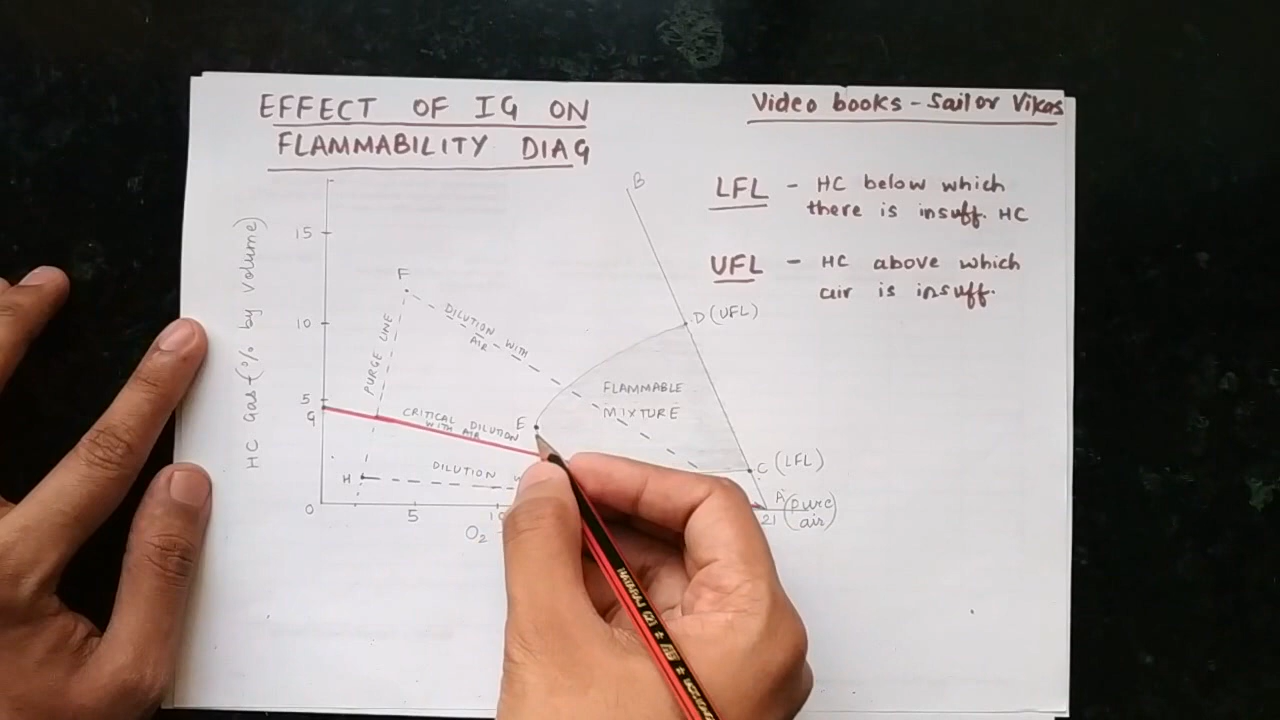 EFFECT OF IG ON
FLAMMABILITY DIAG
Video books - Sailor Vikas
LFL - HC below which
there is insuff. HC
UFL - HC above which
air is insuff.
HC Gas (% by volume)
15
10
5
G
0
5
10
21
O2
B
D (UFL)
F
DILUTION WITH
AIR
PURGE LINE
FLAMMABLE
MIXTURE
E
CRITICAL DILUTION
WITH AIR
H
DILUTION
C (LFL)
A (pure
air)
NATARAJ